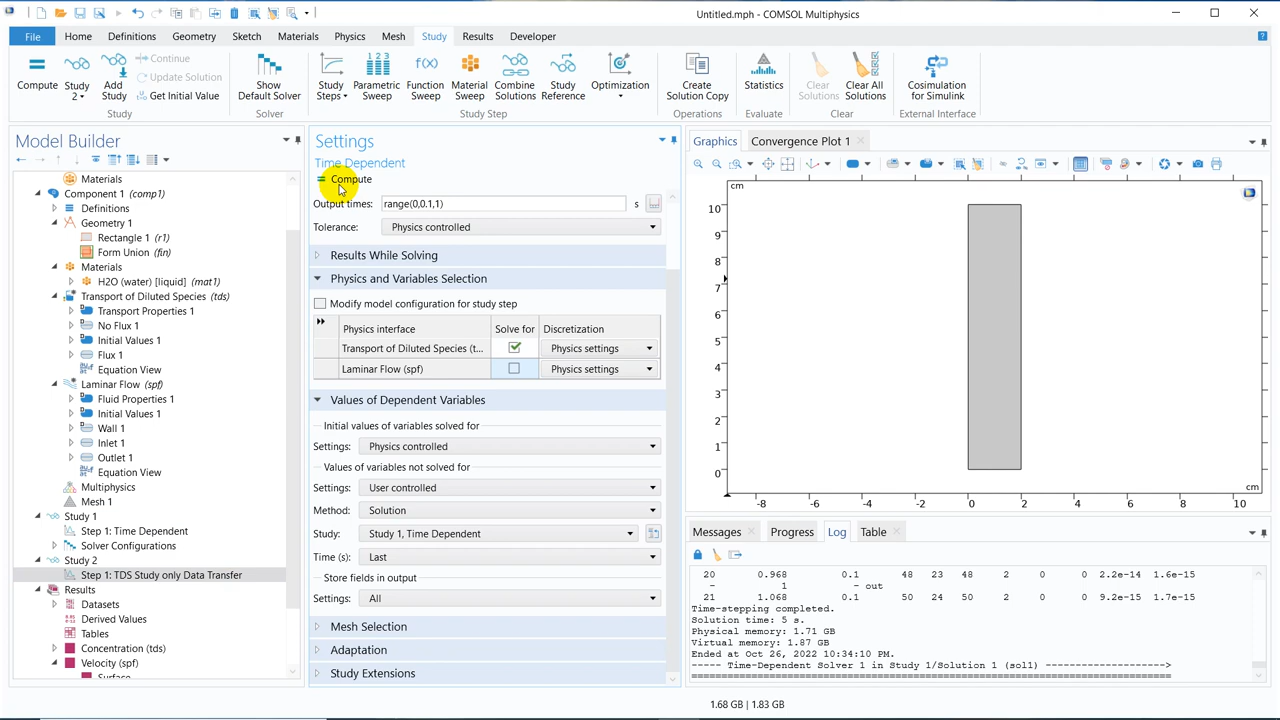 Untitled.mph - COMSOL Multiphysics
File Home Definitions Geometry Sketch Materials Physics Mesh Study Results Developer
Compute
Study 2
Add Study
Continue
Update Solution
Get Initial Value
Show Default Solver
Study Steps
Parametric Sweep
Function Sweep
Material Sweep
Combine Solutions
Study Reference
Optimization
Create Solution Copy
Statistics
Clear Solutions
Clear All Solutions
Cosimulation for Simulink
Study Solver Study Step Operations Evaluate Clear External Interface
Model Builder
Materials
Component 1 (comp1)
Definitions
Geometry 1
Rectangle 1 (r1)
Form Union (fin)
Materials
H2O (water) [liquid] (mat1)
Transport of Diluted Species (tds)
Transport Properties 1
No Flux 1
Initial Values 1
Flux 1
Equation View
Laminar Flow (spf)
Fluid Properties 1
Initial Values 1
Wall 1
Inlet 1
Outlet 1
Equation View
Multiphysics
Mesh 1
Study 1
Step 1: Time Dependent
Solver Configurations
Study 2
Step 1: TDS Study only Data Transfer
Results
Datasets
Derived Values
Tables
Concentration (tds)
Velocity (spf)
Surface
Settings
Time Dependent
Compute
Output times: range(0,0.1,1) s
Tolerance: Physics controlled
Results While Solving
Physics and Variables Selection
Modify model configuration for study step
Physics interface Solve for Discretization
Transport of Diluted Species (t... Physics settings
Laminar Flow (spf) Physics settings
Values of Dependent Variables
Initial values of variables solved for
Settings: Physics controlled
Values of variables not solved for
Settings: User controlled
Method: Solution
Study: Study 1, Time Dependent
Time (s): Last
Store fields in output
Settings: All
Mesh Selection
Adaptation
Study Extensions
Graphics Convergence Plot 1
cm
10
9
8
7
6
5
4
3
2
1
0
cm
-8 -6 -4 -2 0 2 4 6 8 10
Messages Progress Log Table
20 0.968 0.1 48 23 48 2 0 0 2.2e-14 1.6e-15
- 1 - out
21 1.068 0.1 50 24 50 2 0 0 9.2e-15 1.7e-15
Time-stepping completed.
Solution time: 5 s.
Physical memory: 1.71 GB
Virtual memory: 1.87 GB
Ended at Oct 26, 2022 10:34:10 PM.
----- Time-Dependent Solver 1 in Study 1/Solution 1 (sol1) -------------------->
1.68 GB | 1.83 GB